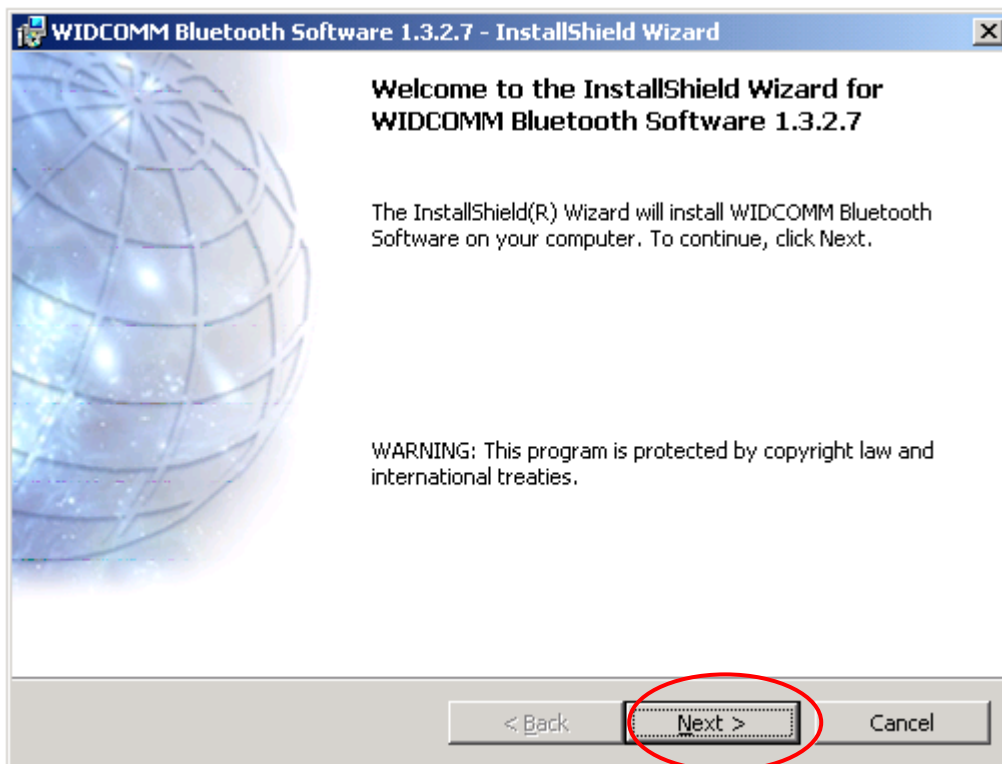 WIDCOMM Bluetooth Software 1.3.2.7 - InstallShield Wizard
Welcome to the InstallShield Wizard for
WIDCOMM Bluetooth Software 1.3.2.7
The InstallShield(R) Wizard will install WIDCOMM Bluetooth
Software on your computer. To continue, click Next.
WARNING: This program is protected by copyright law and
international treaties.
< Back Next > Cancel